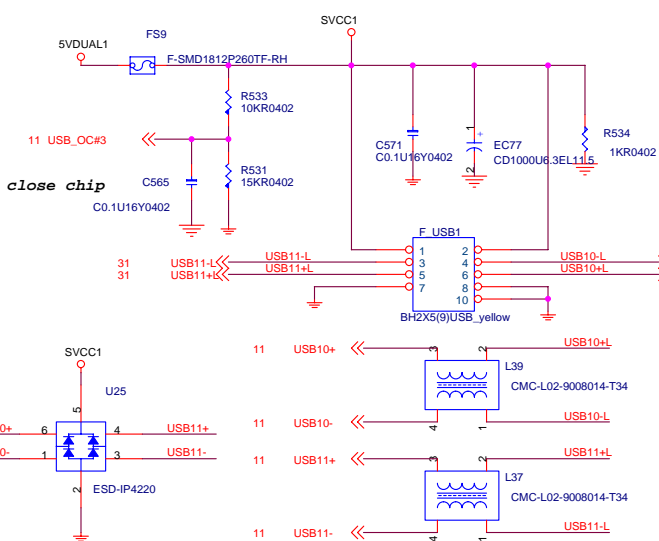 SVCC1
FS9
5VDUAL1
F-SMD1812P260TF-RH
R533
10KR0402
11 USB_OC#3
R531
15KR0402
close chip
C565
C0.1U16Y0402
C571
C0.1U16Y0402
1
+
2
EC77
CD1000U6.3EL11.5
R534
1KR0402
F_USB1
1 2
3 4
5 6
7 8
10
BH2X5(9)USB_yellow
31 USB11-L USB11-L
31 USB11+L USB11+L
USB10-L
USB10+L
SVCC1
U25
5
0+ 6 4 USB11+
0- 1 3 USB11-
2
ESD-IP4220
11 USB10+ 3 2 USB10+L
L39
CMC-L02-9008014-T34
11 USB10- 4 1 USB10-L
11 USB11+ 3 2 USB11+L
L37
CMC-L02-9008014-T34
11 USB11- 4 1 USB11-L